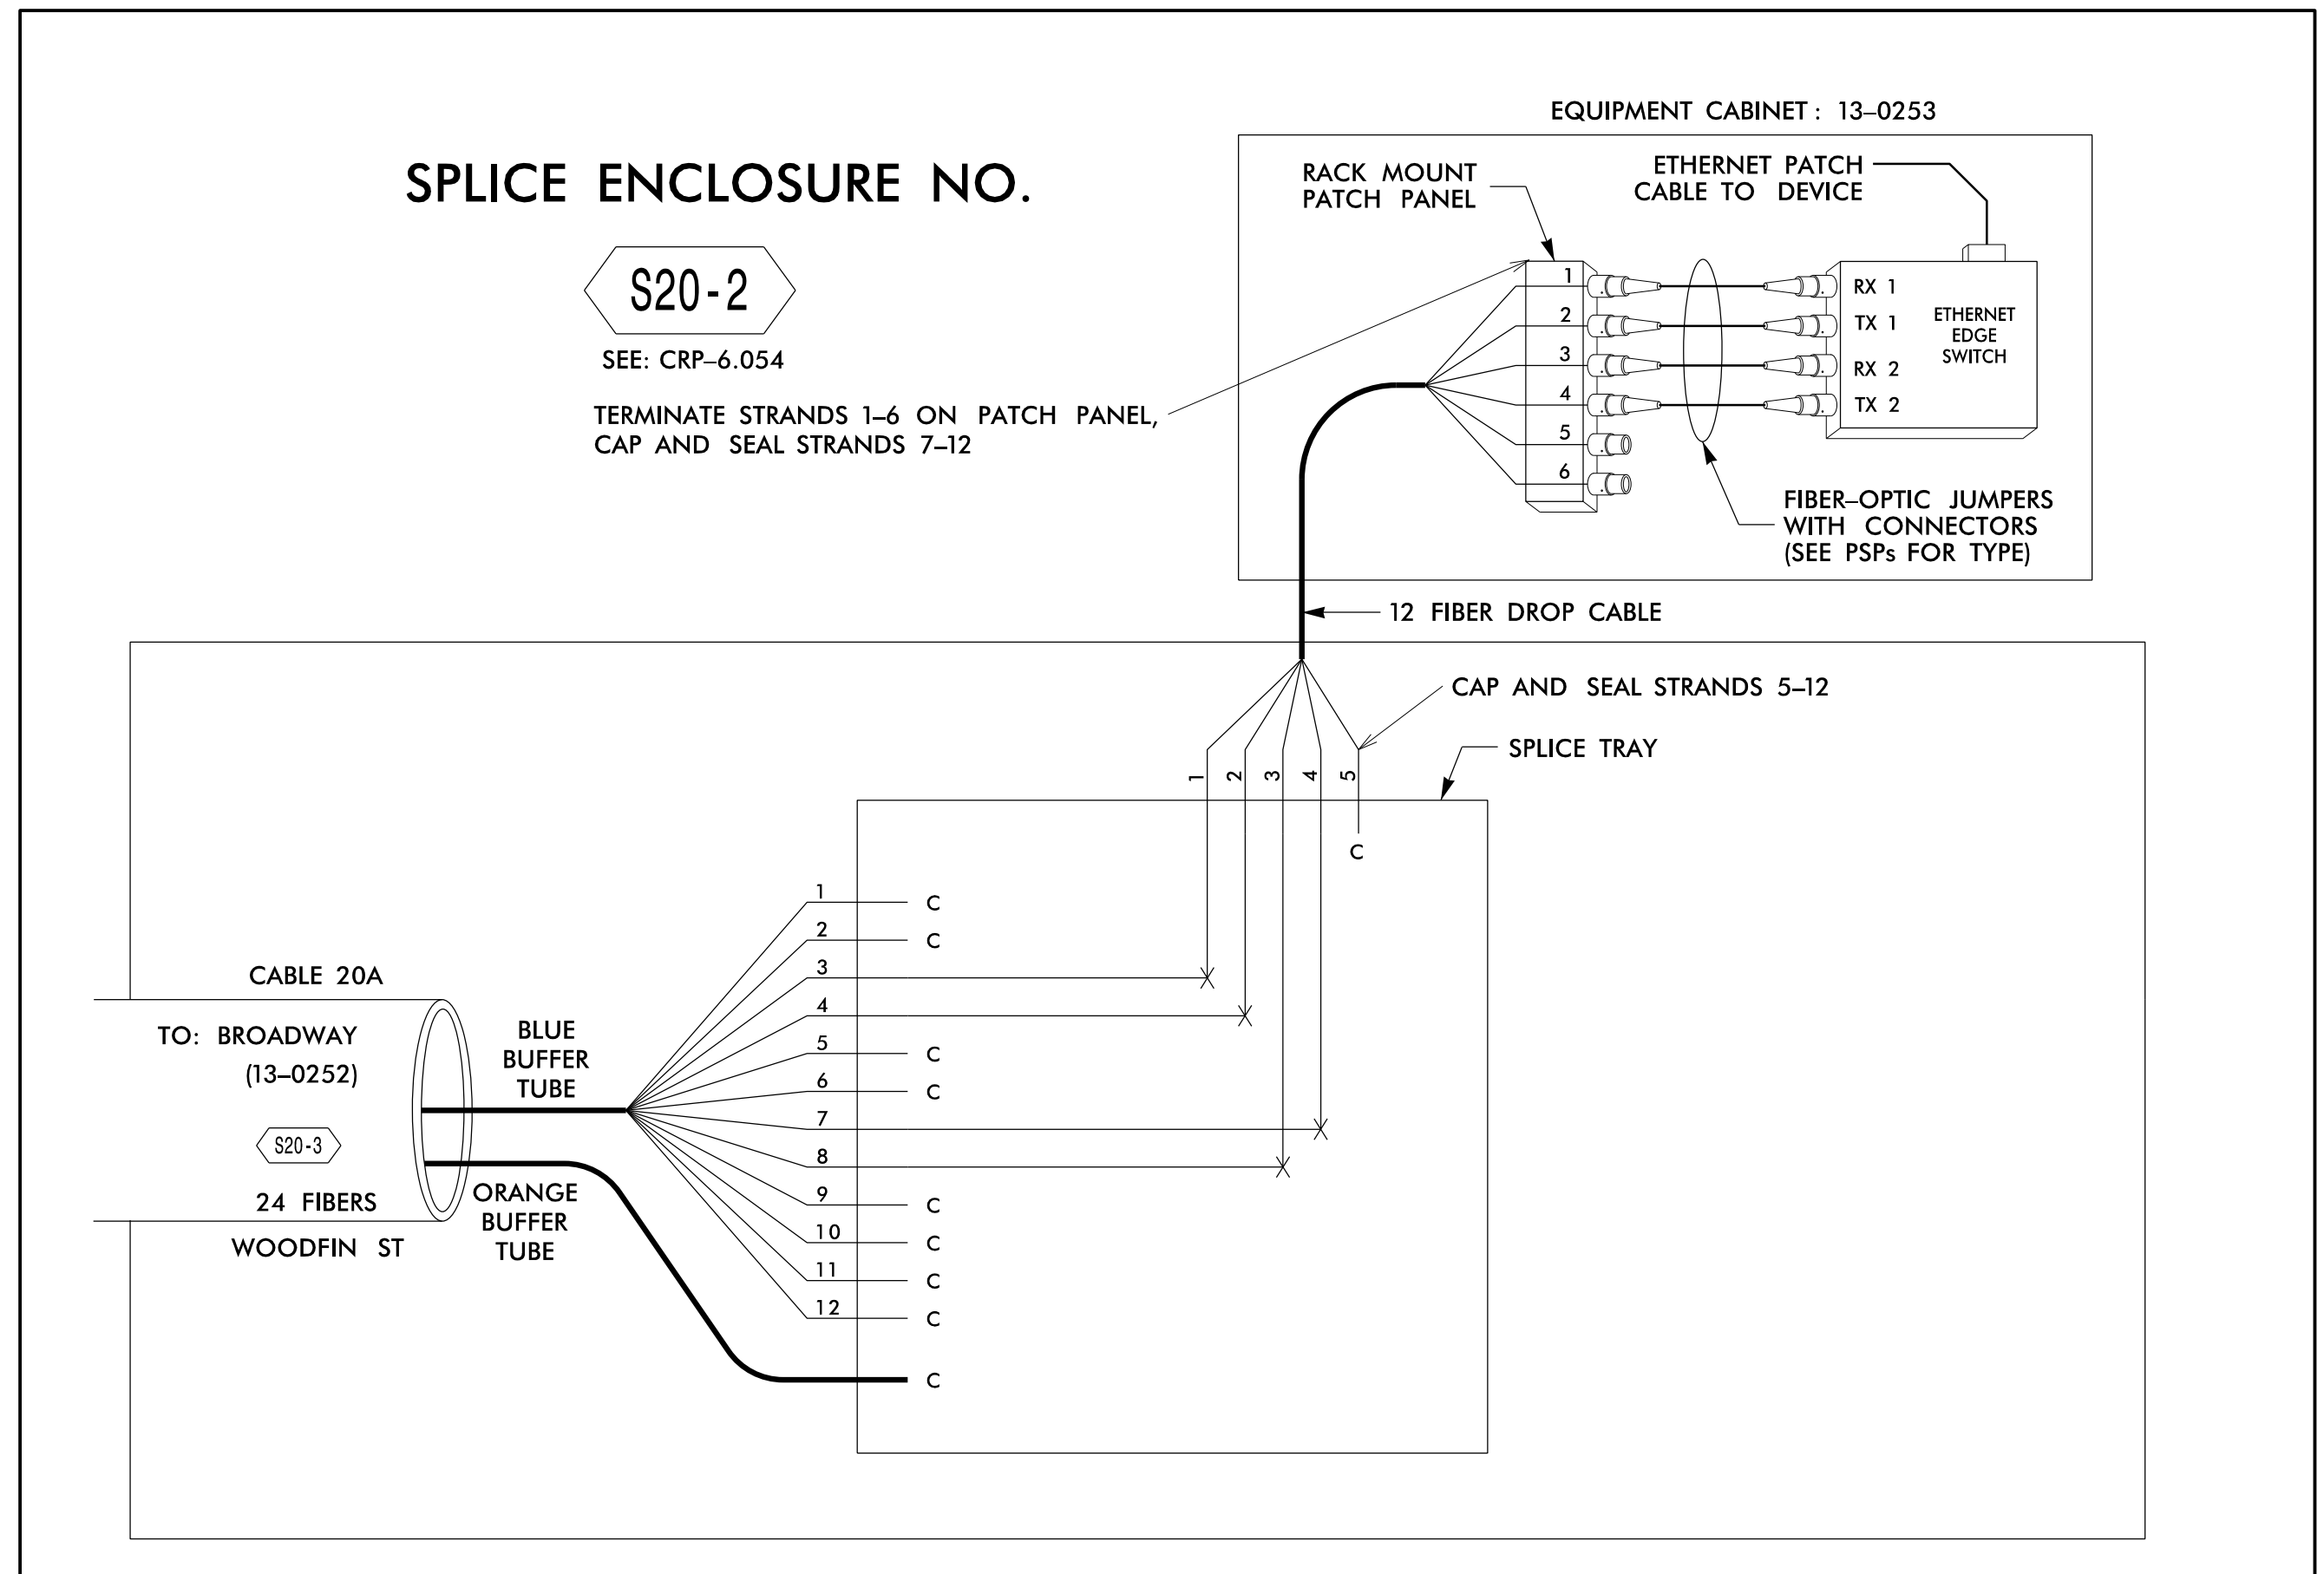 EQUIPMENT CABINET : 13–0253
SPLICE ENCLOSURE NO.
S20-2
SEE: CRP–6.054
TERMINATE STRANDS 1–6 ON PATCH PANEL,
CAP AND SEAL STRANDS 7–12
RACK MOUNT
PATCH PANEL
ETHERNET PATCH
CABLE TO DEVICE
1
2
3
4
5
6
RX 1
TX 1
RX 2
TX 2
ETHERNET
EDGE
SWITCH
FIBER–OPTIC JUMPERS
WITH CONNECTORS
(SEE PSPs FOR TYPE)
12 FIBER DROP CABLE
CAP AND SEAL STRANDS 5–12
SPLICE TRAY
1
2
3
4
5
C
CABLE 20A
TO: BROADWAY
(13–0252)
S20-3
24 FIBERS
WOODFIN ST
BLUE
BUFFER
TUBE
ORANGE
BUFFER
TUBE
1 C
2 C
3
4
5 C
6 C
7
8
9 C
10 C
11 C
12 C
C